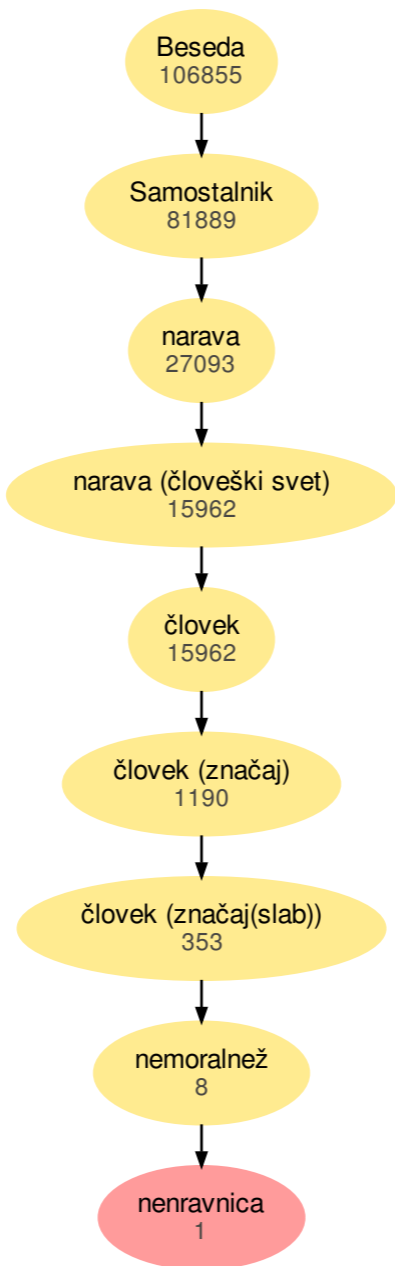 Beseda
106855
Samostalnik
81889
narava
27093
narava (človeški svet)
15962
človek
15962
človek (značaj)
1190
človek (značaj(slab))
353
nemoralnež
8
nenravnica
1